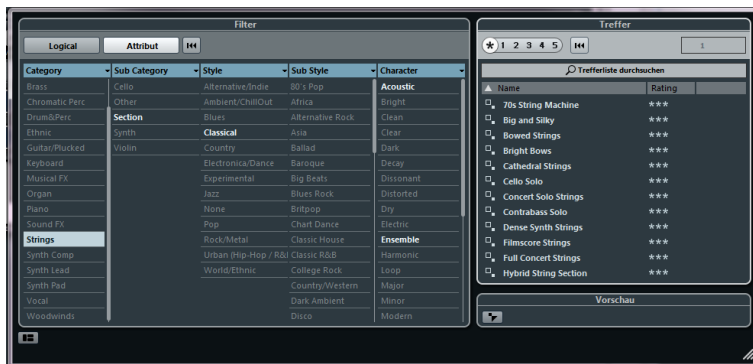 Filter
Logical Attribut
Category Sub Category Style Sub Style Character
Brass Cello Alternative/Indie 80's Pop Acoustic
Chromatic Perc Other Ambient/ChillOut Africa Bright
Drum&Perc Section Blues Alternative Rock Clean
Ethnic Synth Classical Asia Clear
Guitar/Plucked Violin Country Ballad Dark
Keyboard Electronica/Dance Baroque Decay
Musical FX Experimental Big Beats Dissonant
Organ Jazz Blues Rock Distorted
Piano None Britpop Dry
Sound FX Pop Chart Dance Electric
Strings Rock/Metal Classic House Ensemble
Synth Comp Urban (Hip-Hop / R&I Classic R&B Harmonic
Synth Lead World/Ethnic College Rock Loop
Synth Pad Country/Western Major
Vocal Dark Ambient Minor
Woodwinds Disco Modern
Treffer
* 1 2 3 4 5 1
Trefferliste durchsuchen
Name Rating
70s String Machine ***
Big and Silky ***
Bowed Strings ***
Bright Bows ***
Cathedral Strings ***
Cello Solo ***
Concert Solo Strings ***
Contrabass Solo ***
Dense Synth Strings ***
Filmscore Strings ***
Full Concert Strings ***
Hybrid String Section ***
Vorschau